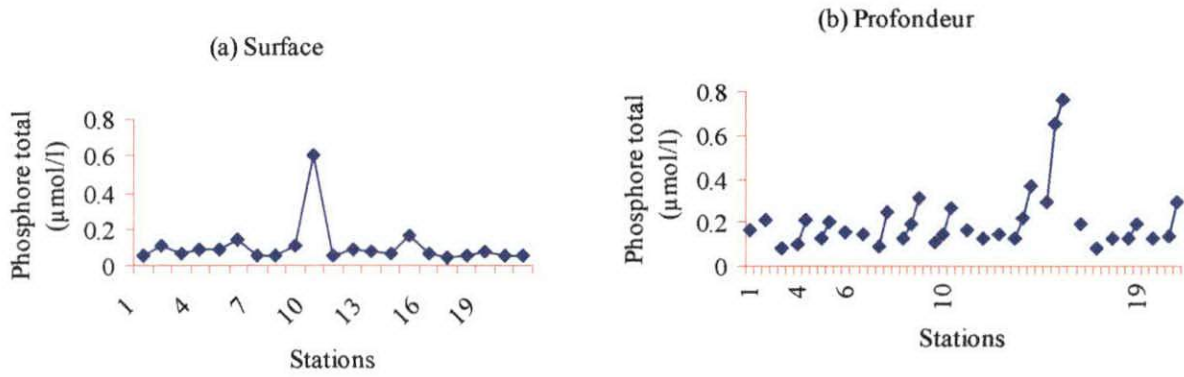 (a) Surface
Phosphore total
(µmol/l)
0.8
0.6
0.4
0.2
0
1
4
7
10
13
16
19
Stations
(b) Profondeur
Phosphore total
(µmol/l)
0.8
0.6
0.4
0.2
0
1
4
6
10
19
Stations